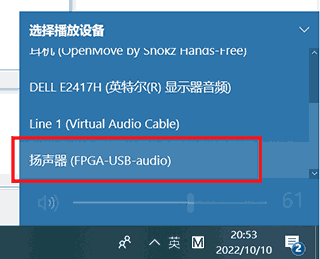 选择播放设备
耳机 (OpenMove by Shokz Hands-Free)
DELL E2417H (英特尔(R) 显示器音频)
Line 1 (Virtual Audio Cable)
扬声器 (FPGA-USB-audio)
61
英 M 20:53
2022/10/10 2